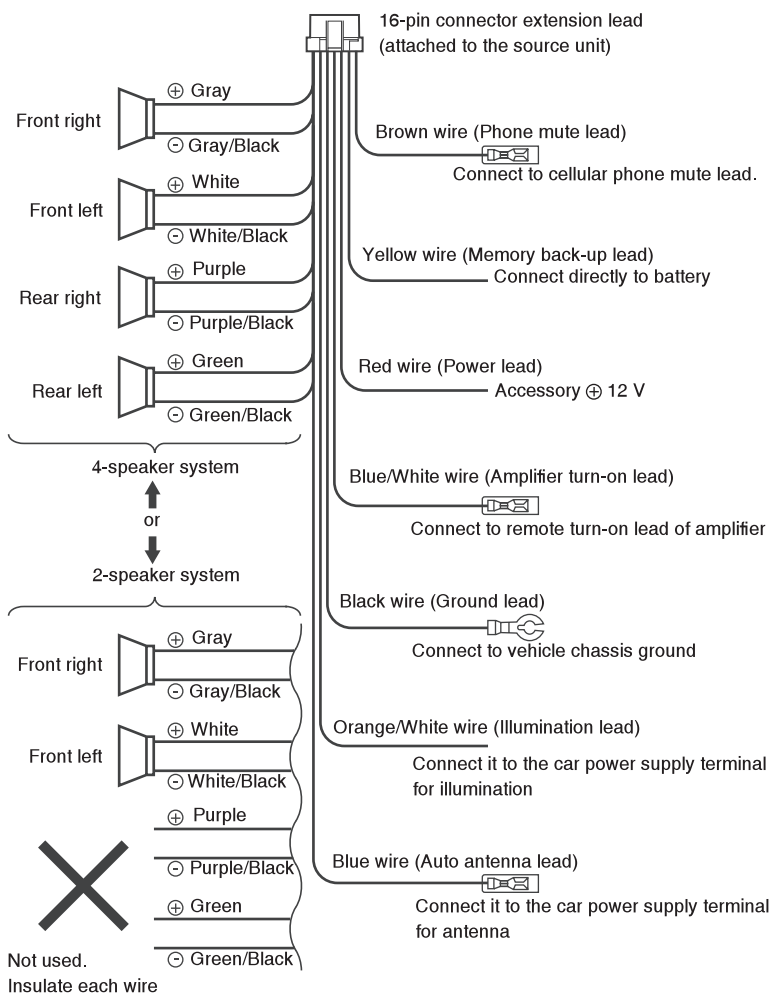 16-pin connector extension lead
(attached to the source unit)
Front right
⊕ Gray
⊖ Gray/Black
Front left
⊕ White
⊖ White/Black
Rear right
⊕ Purple
⊖ Purple/Black
Rear left
⊕ Green
⊖ Green/Black
4-speaker system
or
2-speaker system
Front right
⊕ Gray
⊖ Gray/Black
Front left
⊕ White
⊖ White/Black
⊕ Purple
⊖ Purple/Black
⊕ Green
⊖ Green/Black
Not used.
Insulate each wire
Brown wire (Phone mute lead)
Connect to cellular phone mute lead.
Yellow wire (Memory back-up lead)
Connect directly to battery
Red wire (Power lead)
Accessory ⊕ 12 V
Blue/White wire (Amplifier turn-on lead)
Connect to remote turn-on lead of amplifier
Black wire (Ground lead)
Connect to vehicle chassis ground
Orange/White wire (Illumination lead)
Connect it to the car power supply terminal
for illumination
Blue wire (Auto antenna lead)
Connect it to the car power supply terminal
for antenna